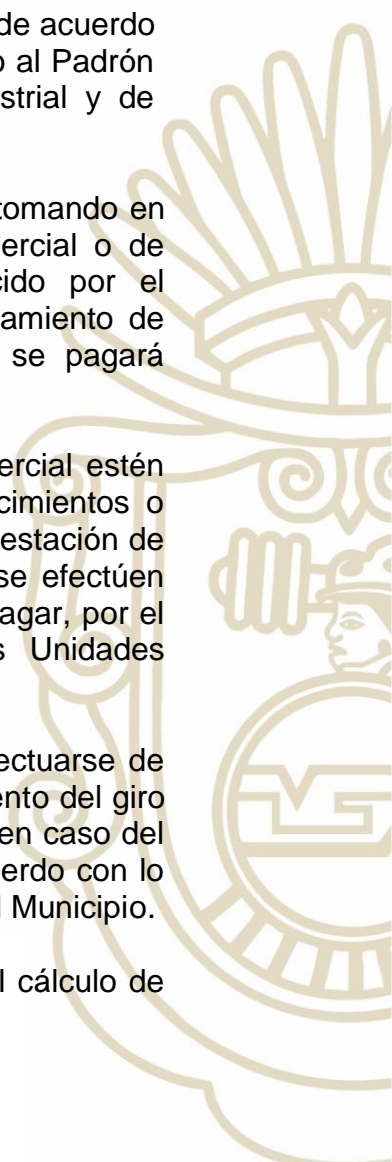 de acuerdo
o al Padrón
strial y de
tomando en
ercial o de
cido por el
amiento de
se pagará
ercial estén
cimientos o
estación de
se efectúen
agar, por el
s Unidades
ectuarse de
ento del giro
en caso del
erdo con lo
l Municipio.
l cálculo de